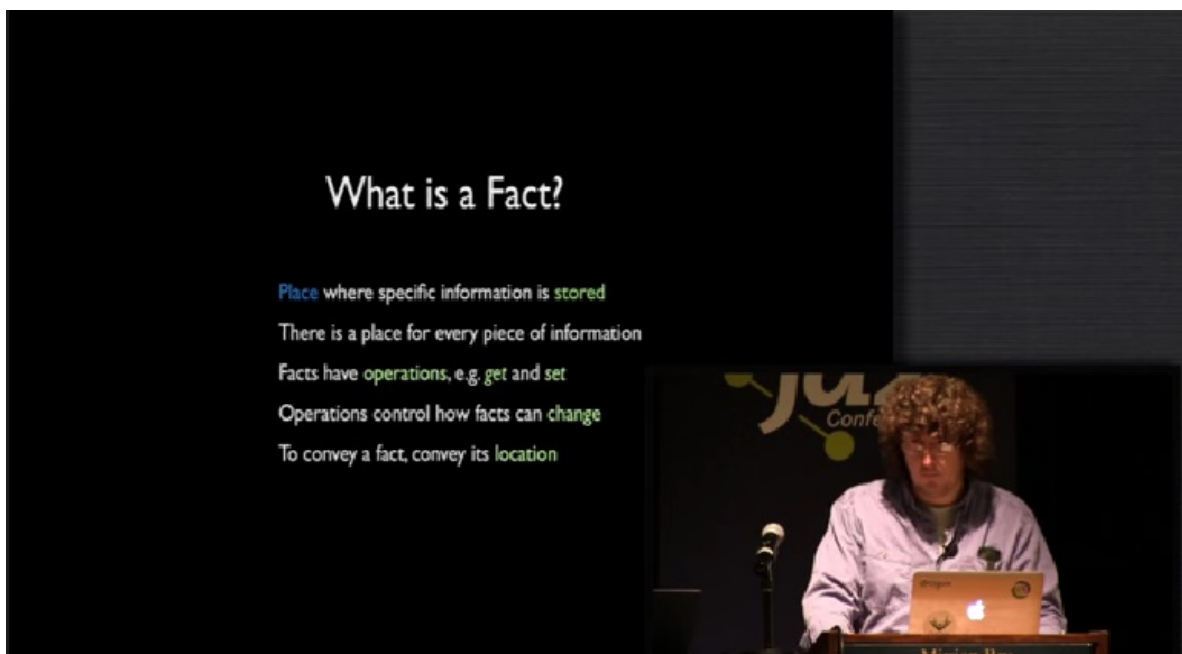 What is a Fact?
Place where specific information is stored
There is a place for every piece of information
Facts have operations, e.g. get and set
Operations control how facts can change
To convey a fact, convey its location